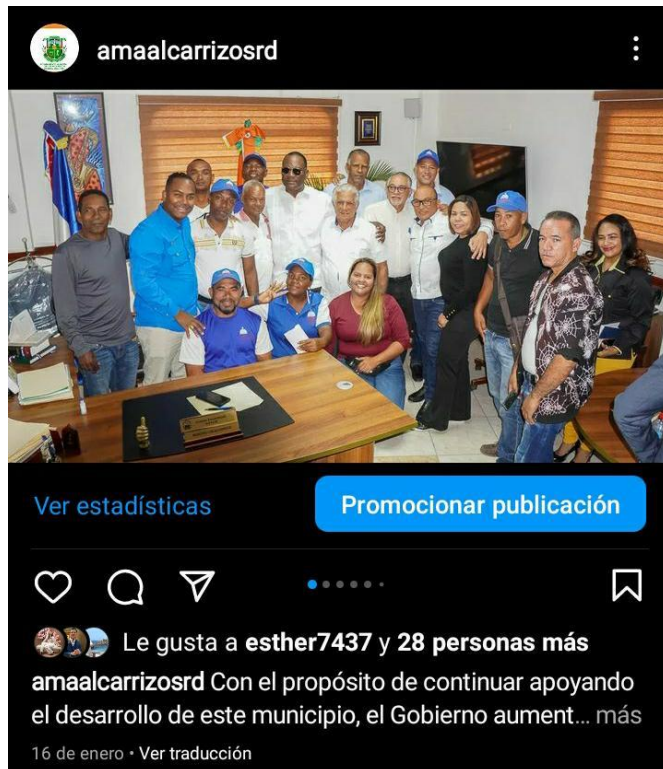 amaalcarrizosrd
Ver estadísticas
Promocionar publicación
Le gusta a esther7437 y 28 personas más
amaalcarrizosrd Con el propósito de continuar apoyando
el desarrollo de este municipio, el Gobierno aument... más
16 de enero • Ver traducción